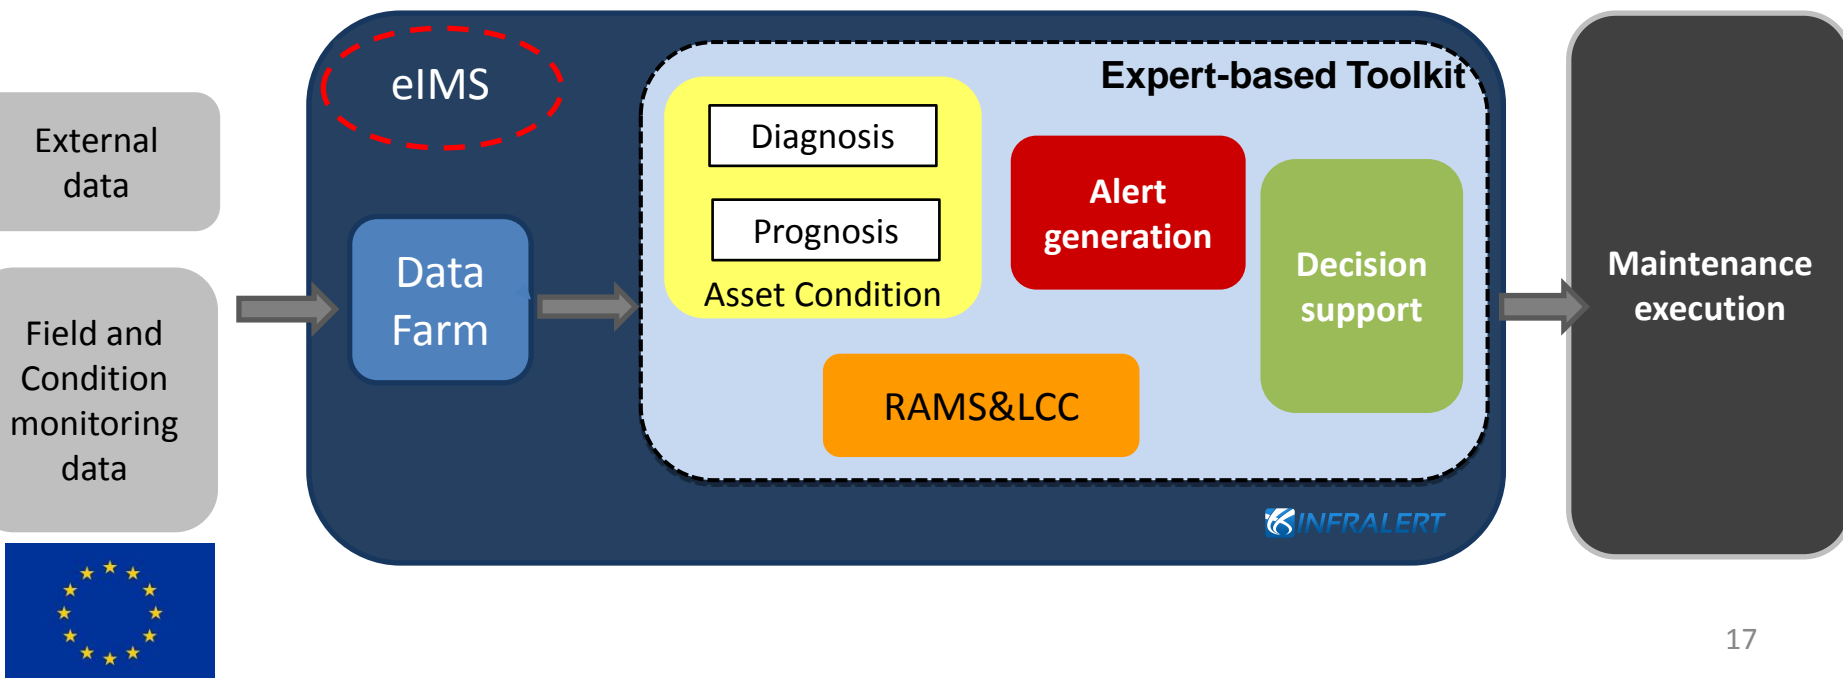 External
data
Field and
Condition
monitoring
data
eIMS
Data
Farm
Expert-based Toolkit
Diagnosis
Prognosis
Asset Condition
Alert
generation
Decision
support
RAMS&LCC
INFRALERT
Maintenance
execution
17